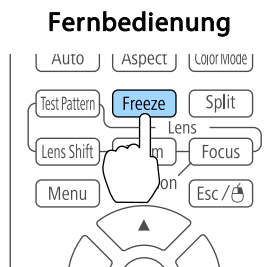 Fernbedienung
Auto Aspect Color Mode
Test Pattern Freeze Split
Lens
Lens Shift Focus
Menu Esc /